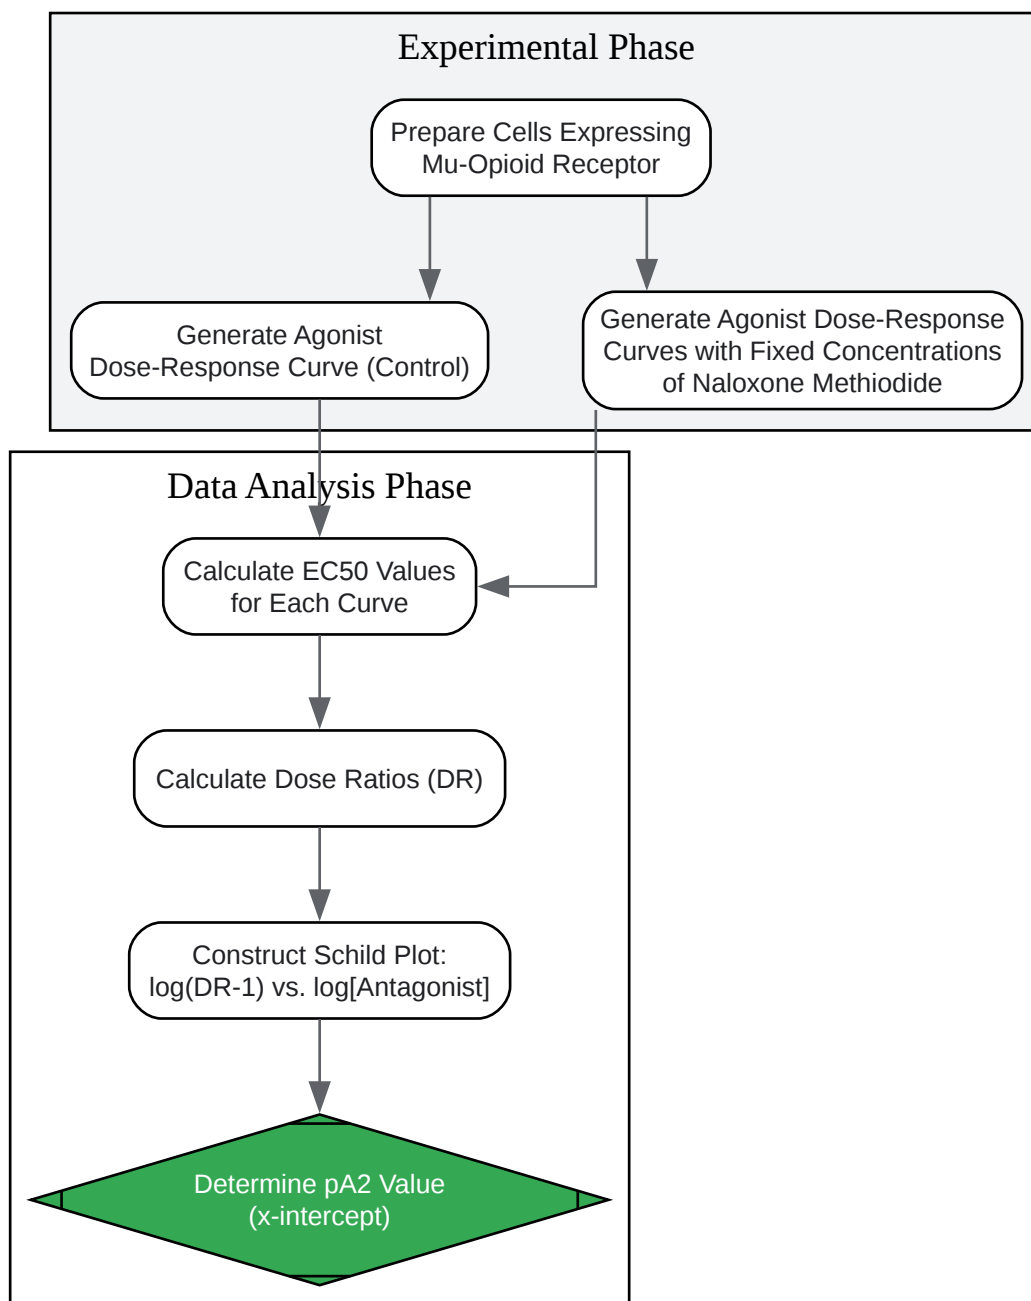 Experimental Phase
Prepare Cells Expressing
Mu-Opioid Receptor
Generate Agonist
Dose-Response Curve (Control)
Generate Agonist Dose-Response
Curves with Fixed Concentrations
of Naloxone Methiodide
Data Analysis Phase
Calculate EC50 Values
for Each Curve
Calculate Dose Ratios (DR)
Construct Schild Plot:
log(DR-1) vs. log[Antagonist]
Determine pA2 Value
(x-intercept)